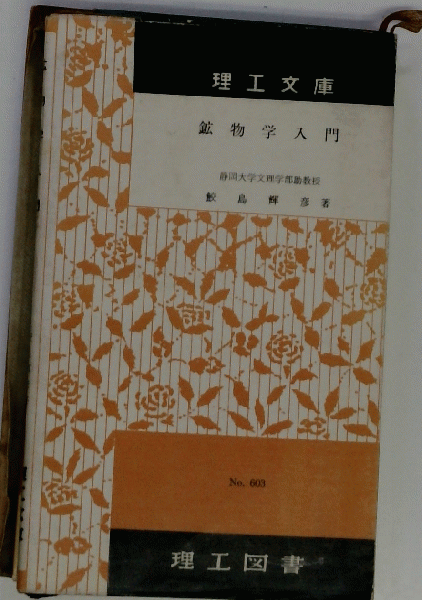 理工文庫
鉱物学入門
静岡大学文理学部助教授
鮫島輝彦著
No. 603
理工図書